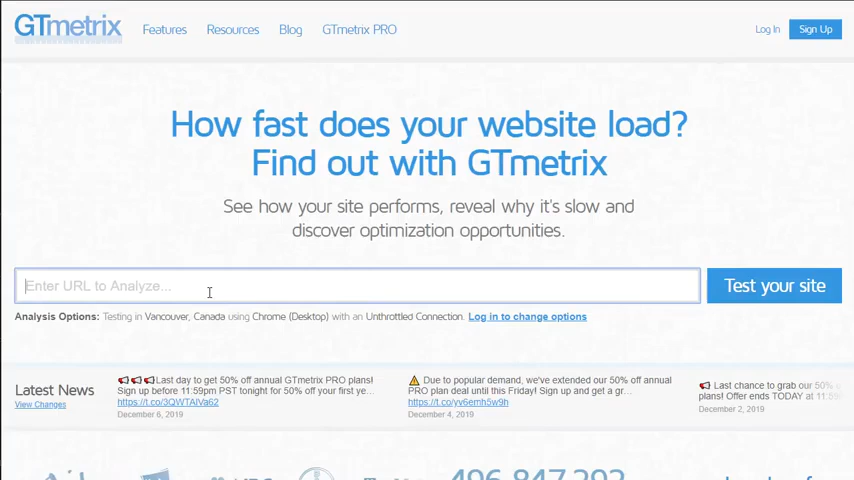 GTmetrix
Features
Resources
Blog
GTmetrix PRO
Log In
Sign Up
How fast does your website load?
Find out with GTmetrix
See how your site performs, reveal why it's slow and
discover optimization opportunities.
Enter URL to Analyze...
Test your site
Analysis Options: Testing in Vancouver, Canada using Chrome (Desktop) with an Unthrottled Connection. Log in to change options
Latest News
View Changes
Last day to get 50% off annual GTmetrix PRO plans!
Sign up before 11:59pm PST tonight for 50% off your first ye...
https://t.co/3QWTAlVa62
December 6, 2019
Due to popular demand, we've extended our 50% off annual
PRO plan deal until this Friday! Sign up and get a gr...
https://t.co/yv6emh5w9h
December 4, 2019
Last chance to grab our 50%
plans! Offer ends TODAY at 11:59
December 2, 2019
496,847,292